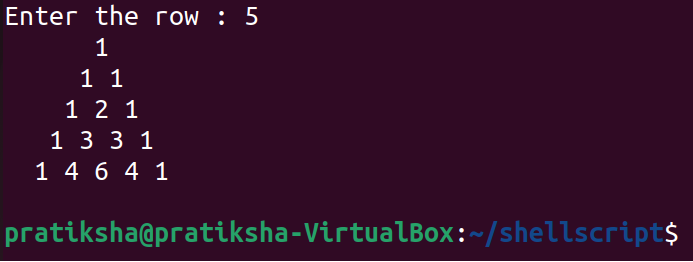 Enter the row : 5
      1
     1 1
    1 2 1
   1 3 3 1
  1 4 6 4 1

pratiksha@pratiksha-VirtualBox:~/shellscript$